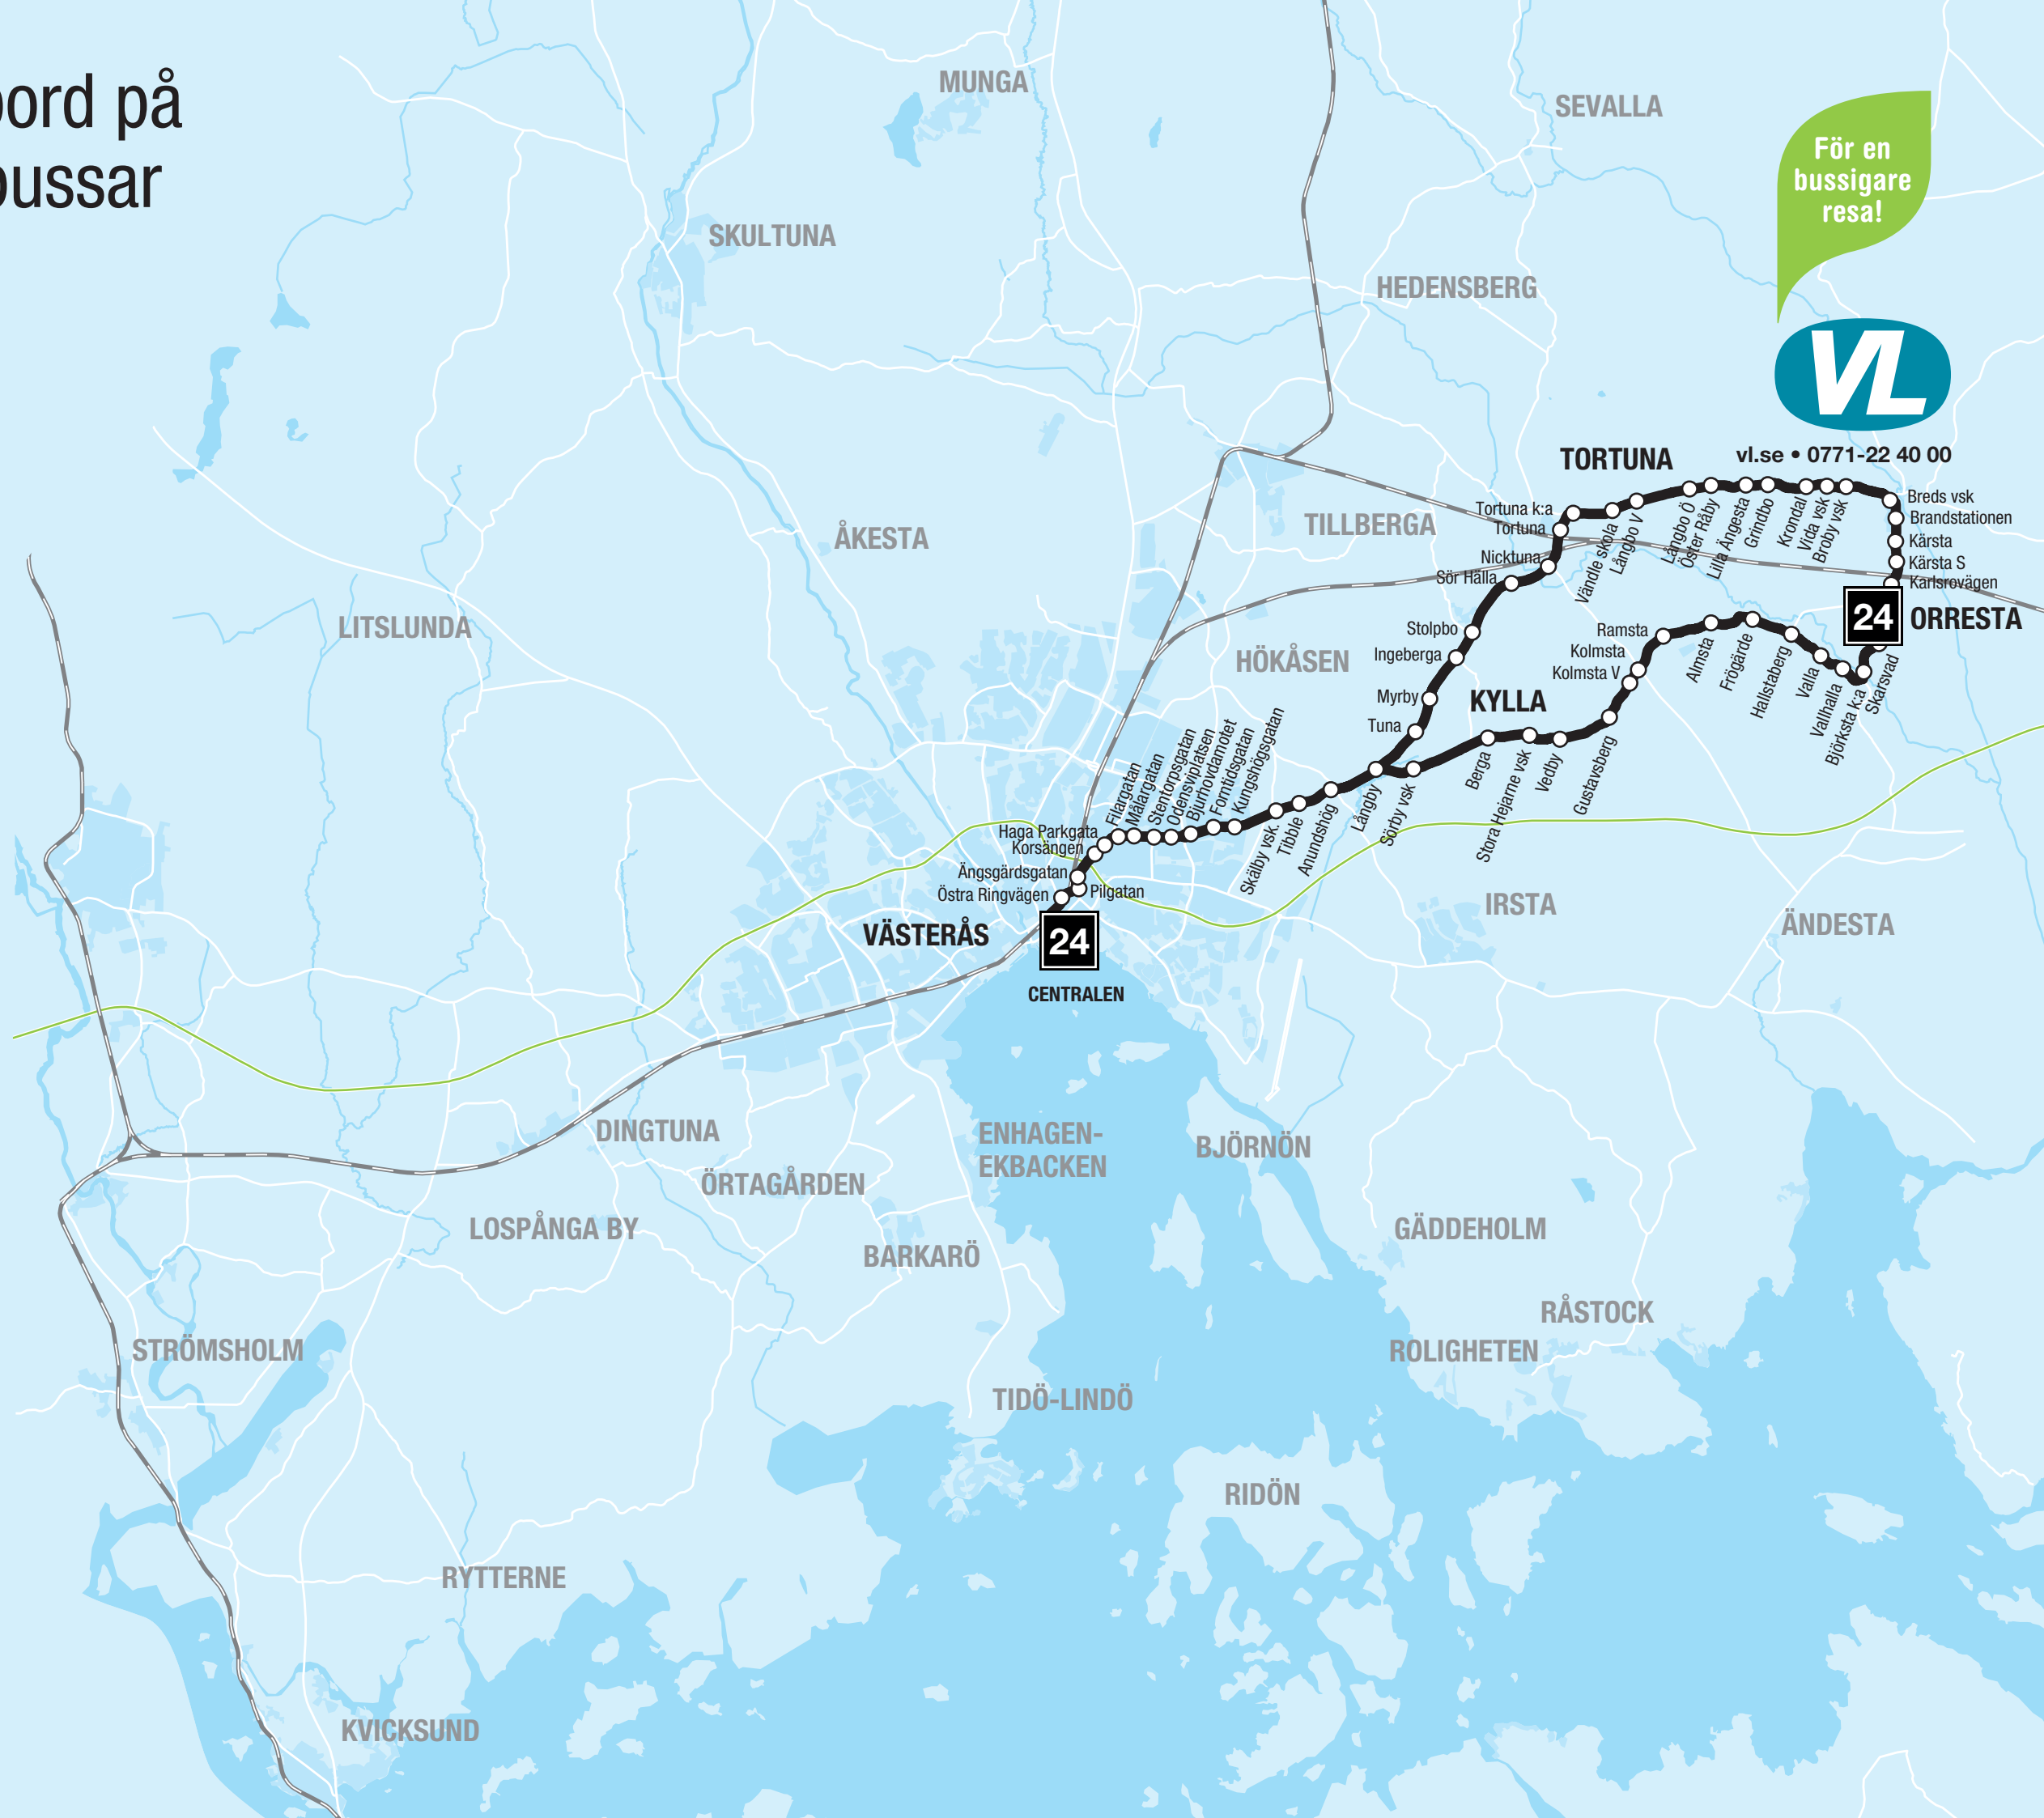 bord på
bussar
MUNGA
SEVALLA
För en
bussigare
resa!
SKULTUNA
HEDENSBERG
VL
vl.se • 0771-22 40 00
TORTUNA
Tortuna k:a
Tortuna
Nicktuna
Sör Hälla
Vändle skola
Långbo V
Långbo Ö
Öster Råby
Lilla Ängesta
Grindbo
Krondal
Vida vsk
Broby vsk
Breds vsk
Brandstationen
Kärsta
Kärsta S
Karlsrovägen
24
ORRESTA
TILLBERGA
ÅKESTA
LITSLUNDA
HÖKÅSEN
Stolpbo
Ingeberga
Myrby
Tuna
KYLLA
Ramsta
Kolmsta
Kolmsta V
Almsta
Frögärde
Hallstaberg
Valla
Vallhalla
Björksta k:a
Skarsvad
Gustavsberg
Vedby
Stora Hejarne vsk
Berga
Sörby vsk
Långby
Anundshög
Tibble
Skälby vsk.
Kungshögsgatan
Forntidsgatan
Bjurhovdamotet
Odensviplatsen
Stentorpsgatan
Målargatan
Filargatan
Haga Parkgata
Korsängen
Ängsgärdsgatan
Östra Ringvägen
Pilgatan
VÄSTERÅS
24
CENTRALEN
IRSTA
ÄNDESTA
DINGTUNA
ENHAGEN-
EKBACKEN
BJÖRNÖN
ÖRTAGÅRDEN
LOSPÅNGA BY
BARKARÖ
GÄDDEHOLM
RÅSTOCK
ROLIGHETEN
STRÖMSHOLM
TIDÖ-LINDÖ
RIDÖN
RYTTERNE
KVICKSUND